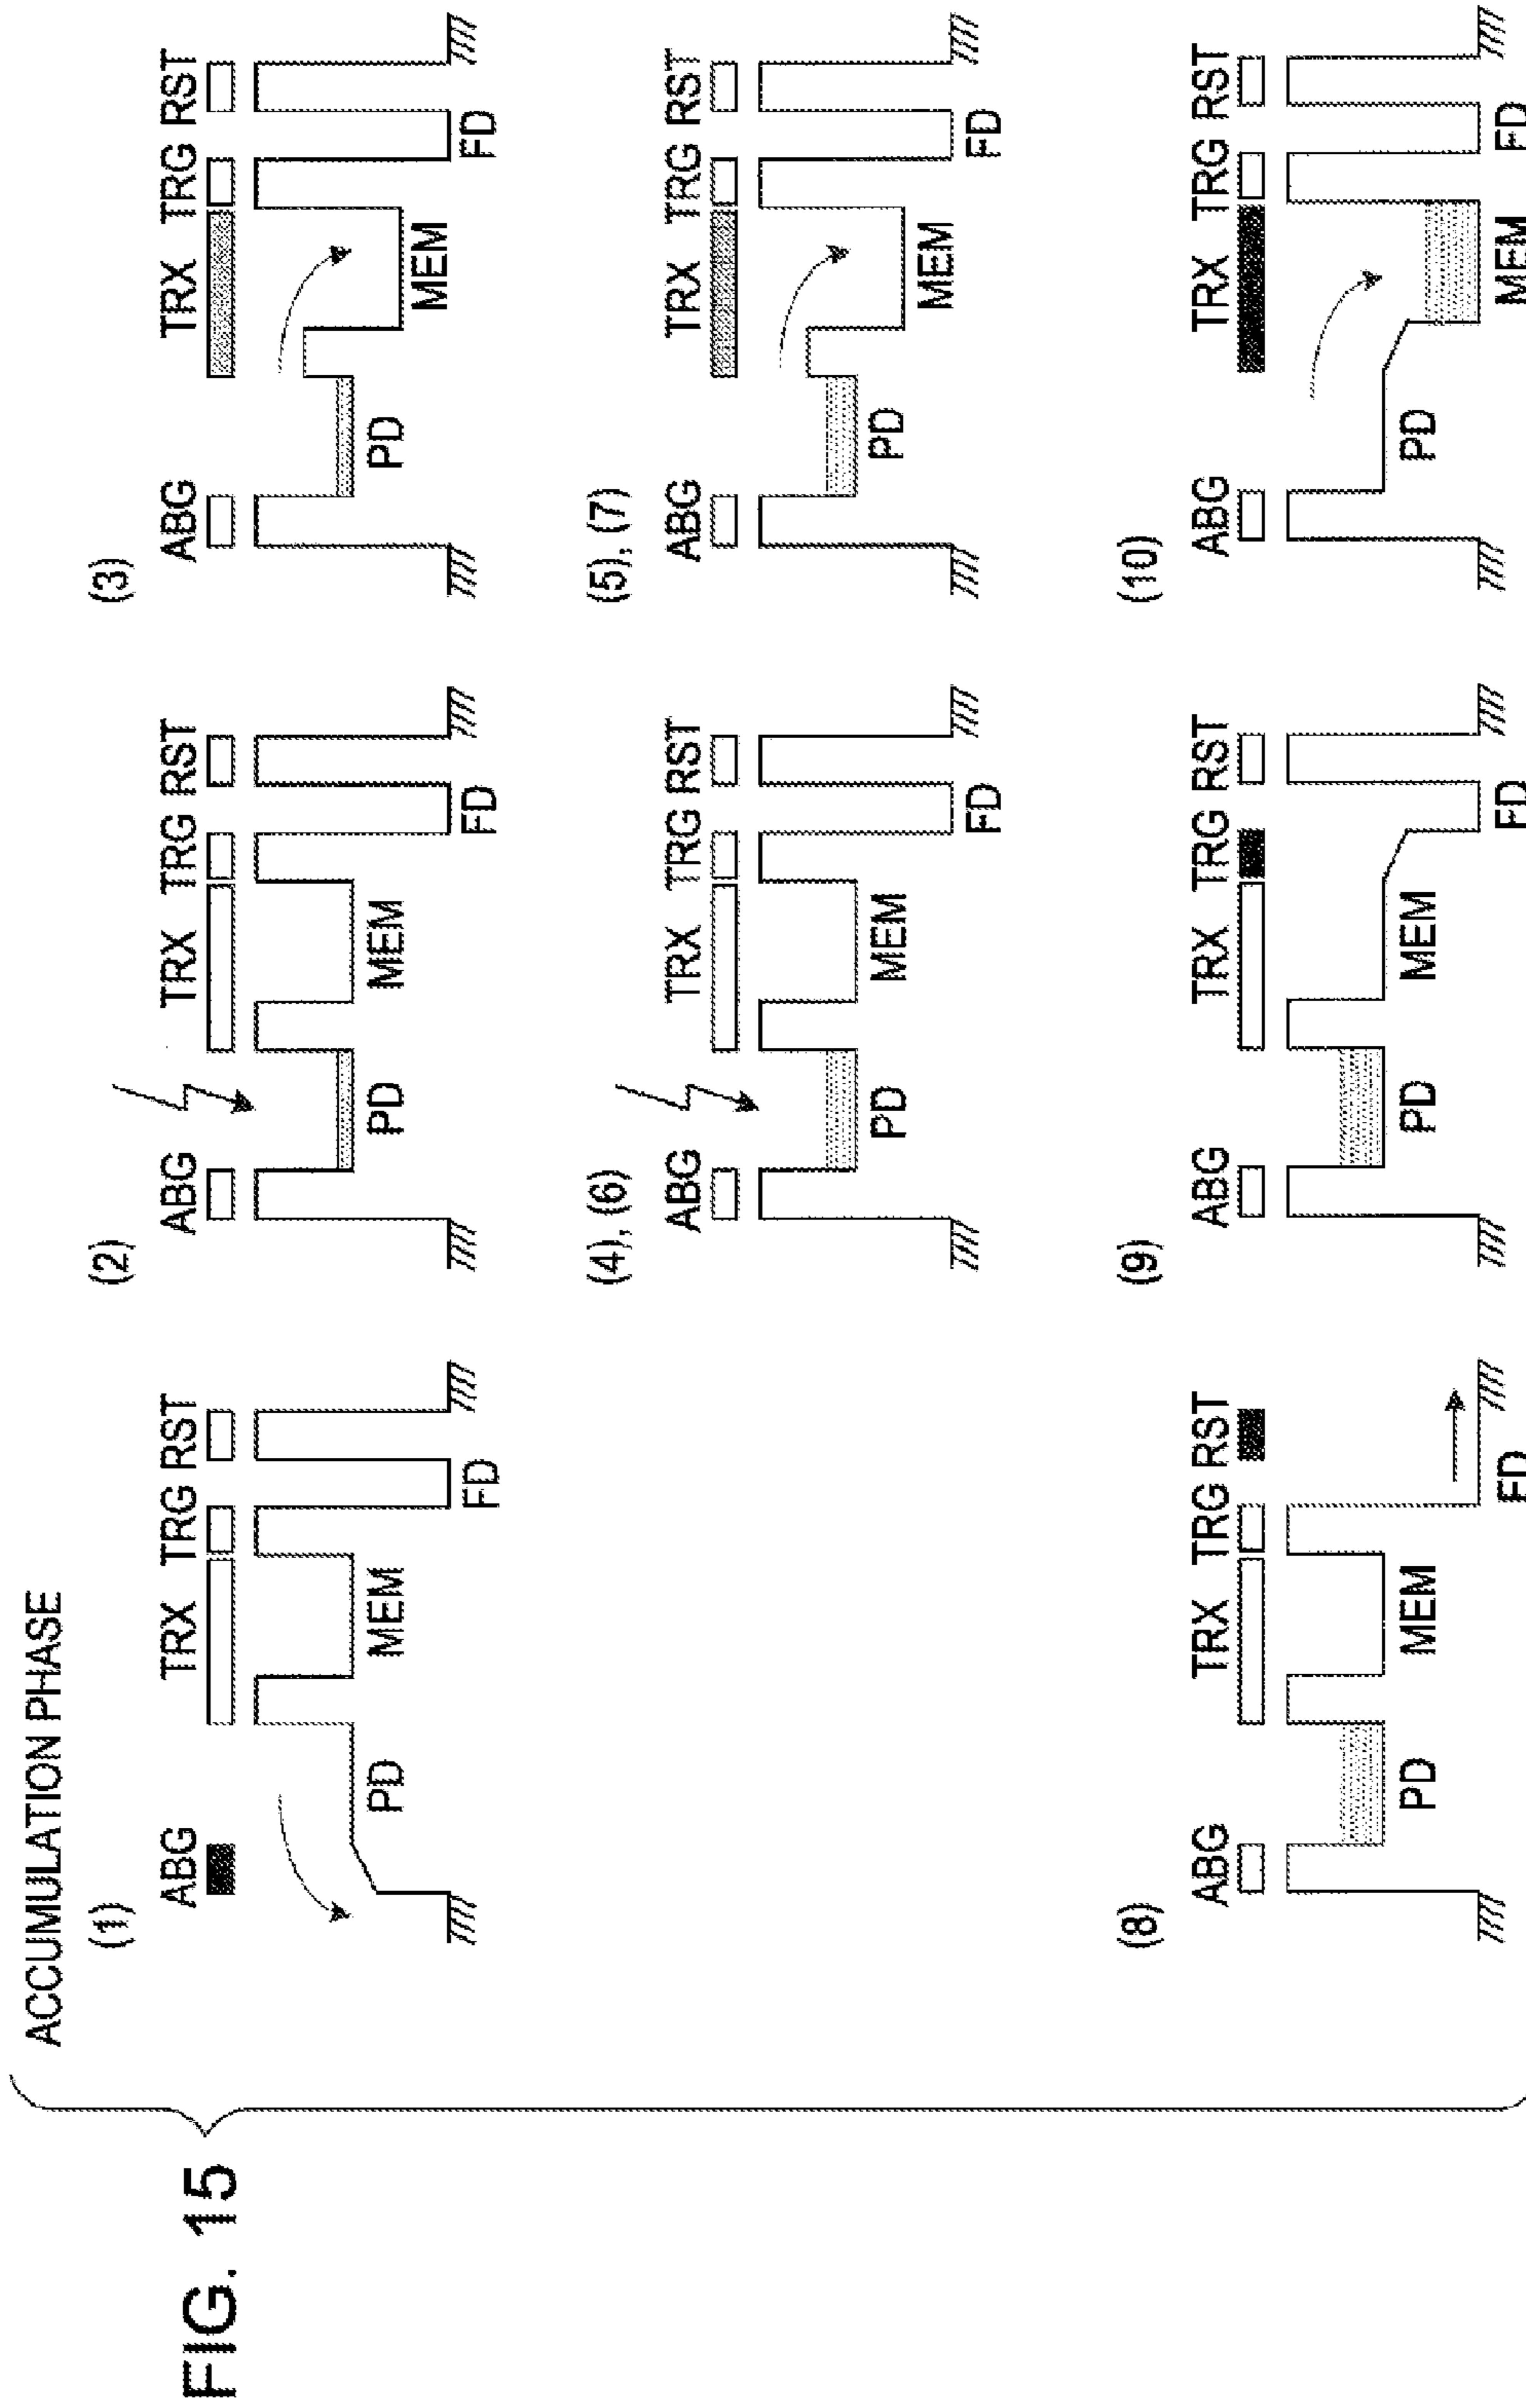 FIG. 15
ACCUMULATION PHASE
(1)
ABG TRX TRG RST
PD MEM FD
(2)
ABG TRX TRG RST
PD MEM FD
(3)
ABG TRX TRG RST
PD MEM FD
(4), (6)
ABG TRX TRG RST
PD MEM FD
(5), (7)
ABG TRX TRG RST
PD MEM FD
(8)
ABG TRX TRG RST
PD MEM FD
(9)
ABG TRX TRG RST
PD MEM FD
(10)
ABG TRX TRG RST
PD MEM FD